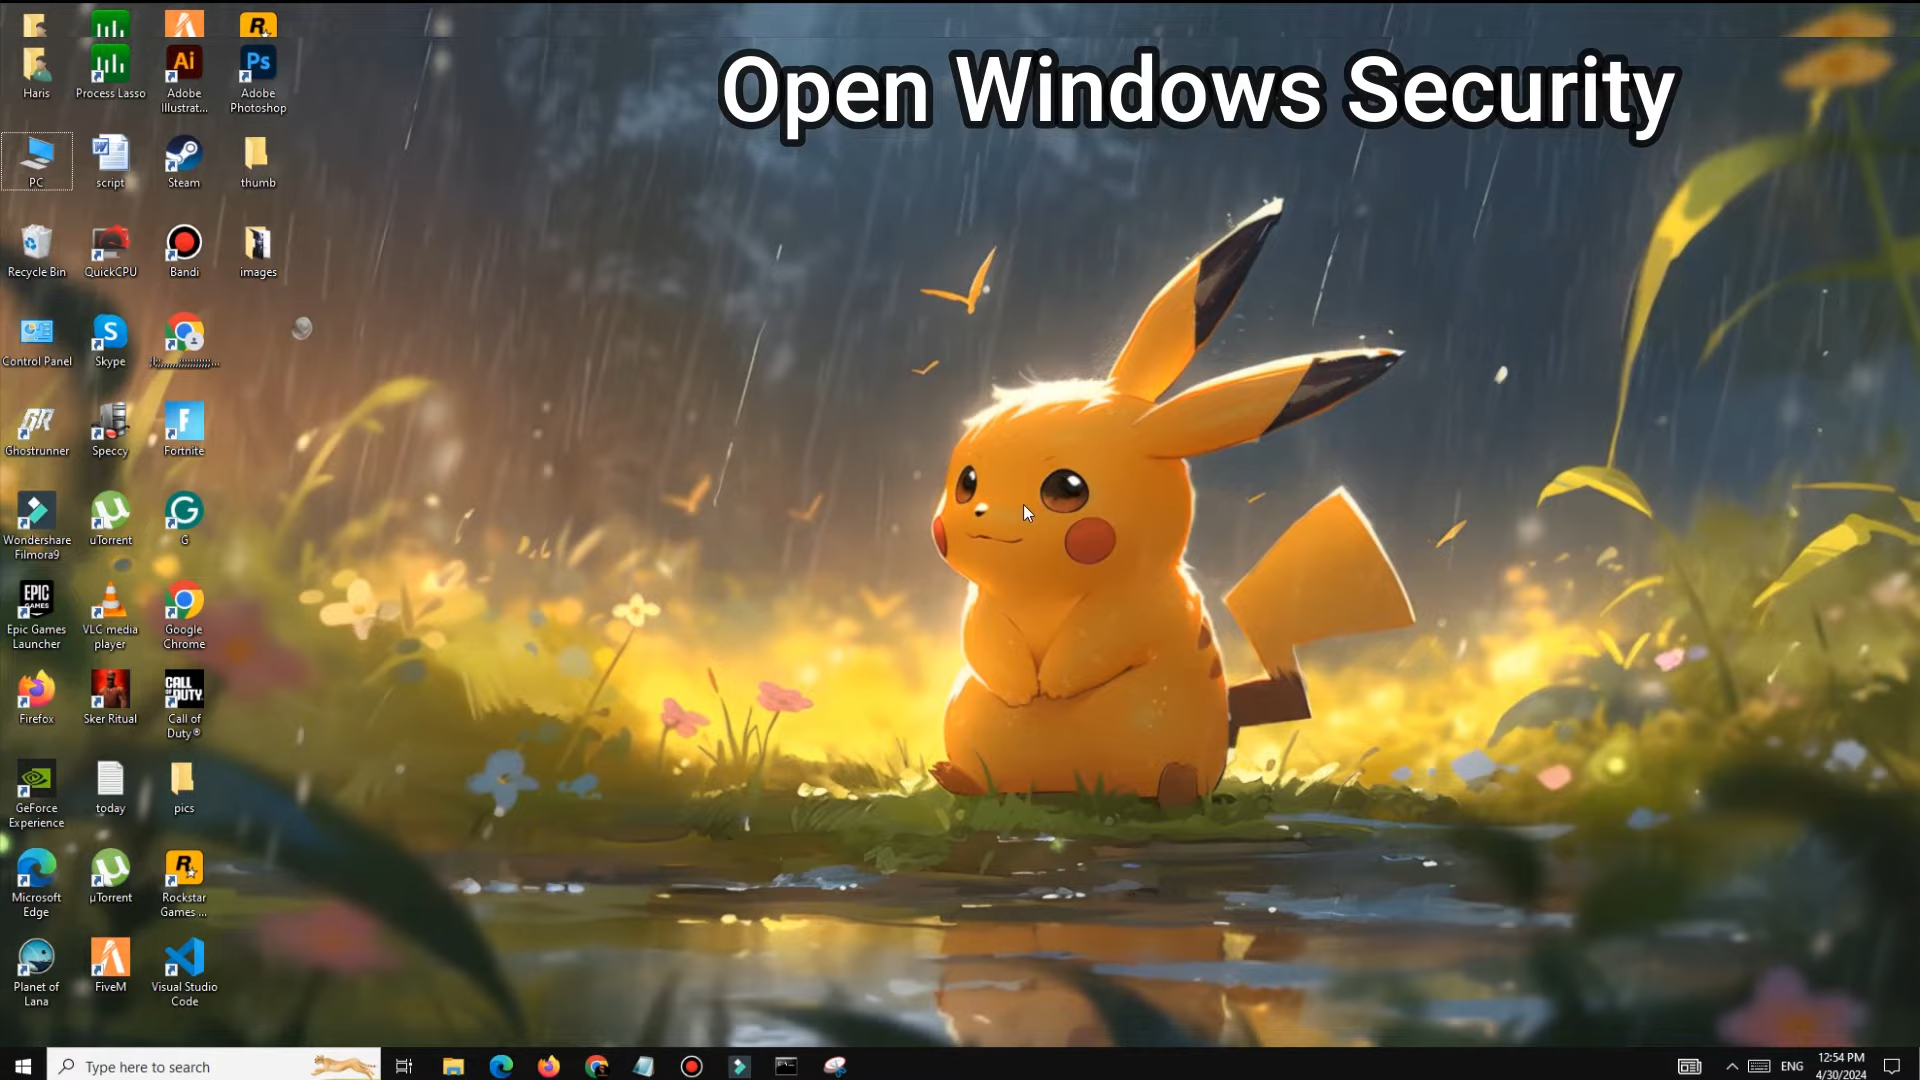 Open Windows Security
Haris
Process Lasso
Adobe
Illustrat...
Adobe
Photoshop
PC
script
Steam
thumb
Recycle Bin
QuickCPU
Bandi
images
Control Panel
Skype
Ghostrunner
Speccy
Fortnite
Wondershare
Filmora9
uTorrent
G
Epic Games
Launcher
VLC media
player
Google
Chrome
Firefox
Sker Ritual
Call of
Duty®
GeForce
Experience
today
pics
Microsoft
Edge
µTorrent
Rockstar
Games ...
Planet of
Lana
FiveM
Visual Studio
Code
Type here to search
ENG
12:54 PM
4/30/2024